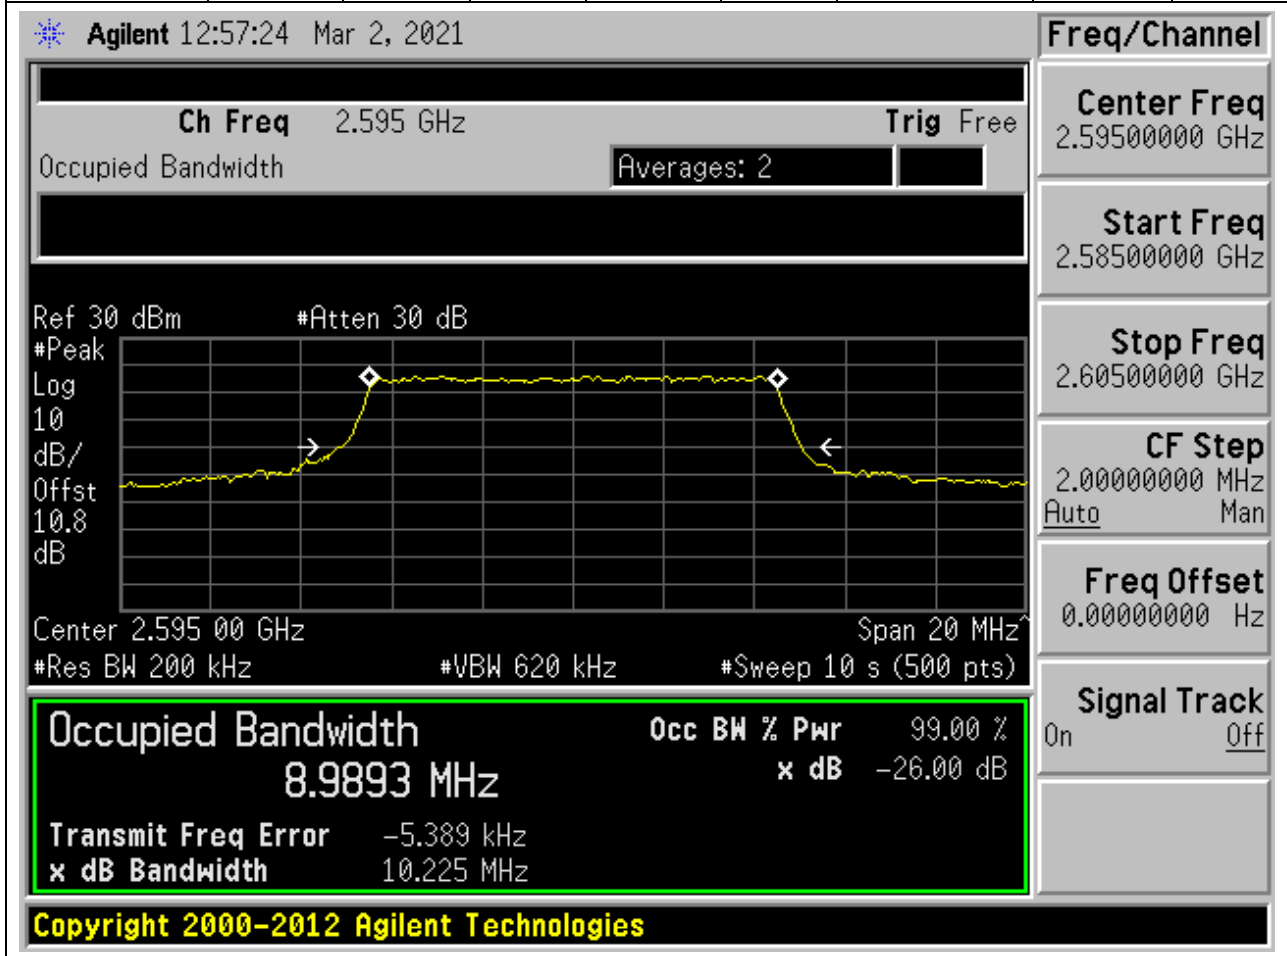 Agilent 12:57:24 Mar 2, 2021
Freq/Channel
Ch Freq 2.595 GHz Trig Free
Occupied Bandwidth Averages: 2
Center Freq
2.59500000 GHz
Start Freq
2.58500000 GHz
Stop Freq
2.60500000 GHz
CF Step
2.00000000 MHz
Auto Man
Freq Offset
0.00000000 Hz
Signal Track
On Off
Ref 30 dBm #Atten 30 dB
#Peak
Log
10
dB/
Offst
10.8
dB
Center 2.595 00 GHz Span 20 MHz^
#Res BW 200 kHz #VBW 620 kHz #Sweep 10 s (500 pts)
Occupied Bandwidth
8.9893 MHz
Occ BW % Pwr 99.00 %
x dB -26.00 dB
Transmit Freq Error -5.389 kHz
x dB Bandwidth 10.225 MHz
Copyright 2000-2012 Agilent Technologies